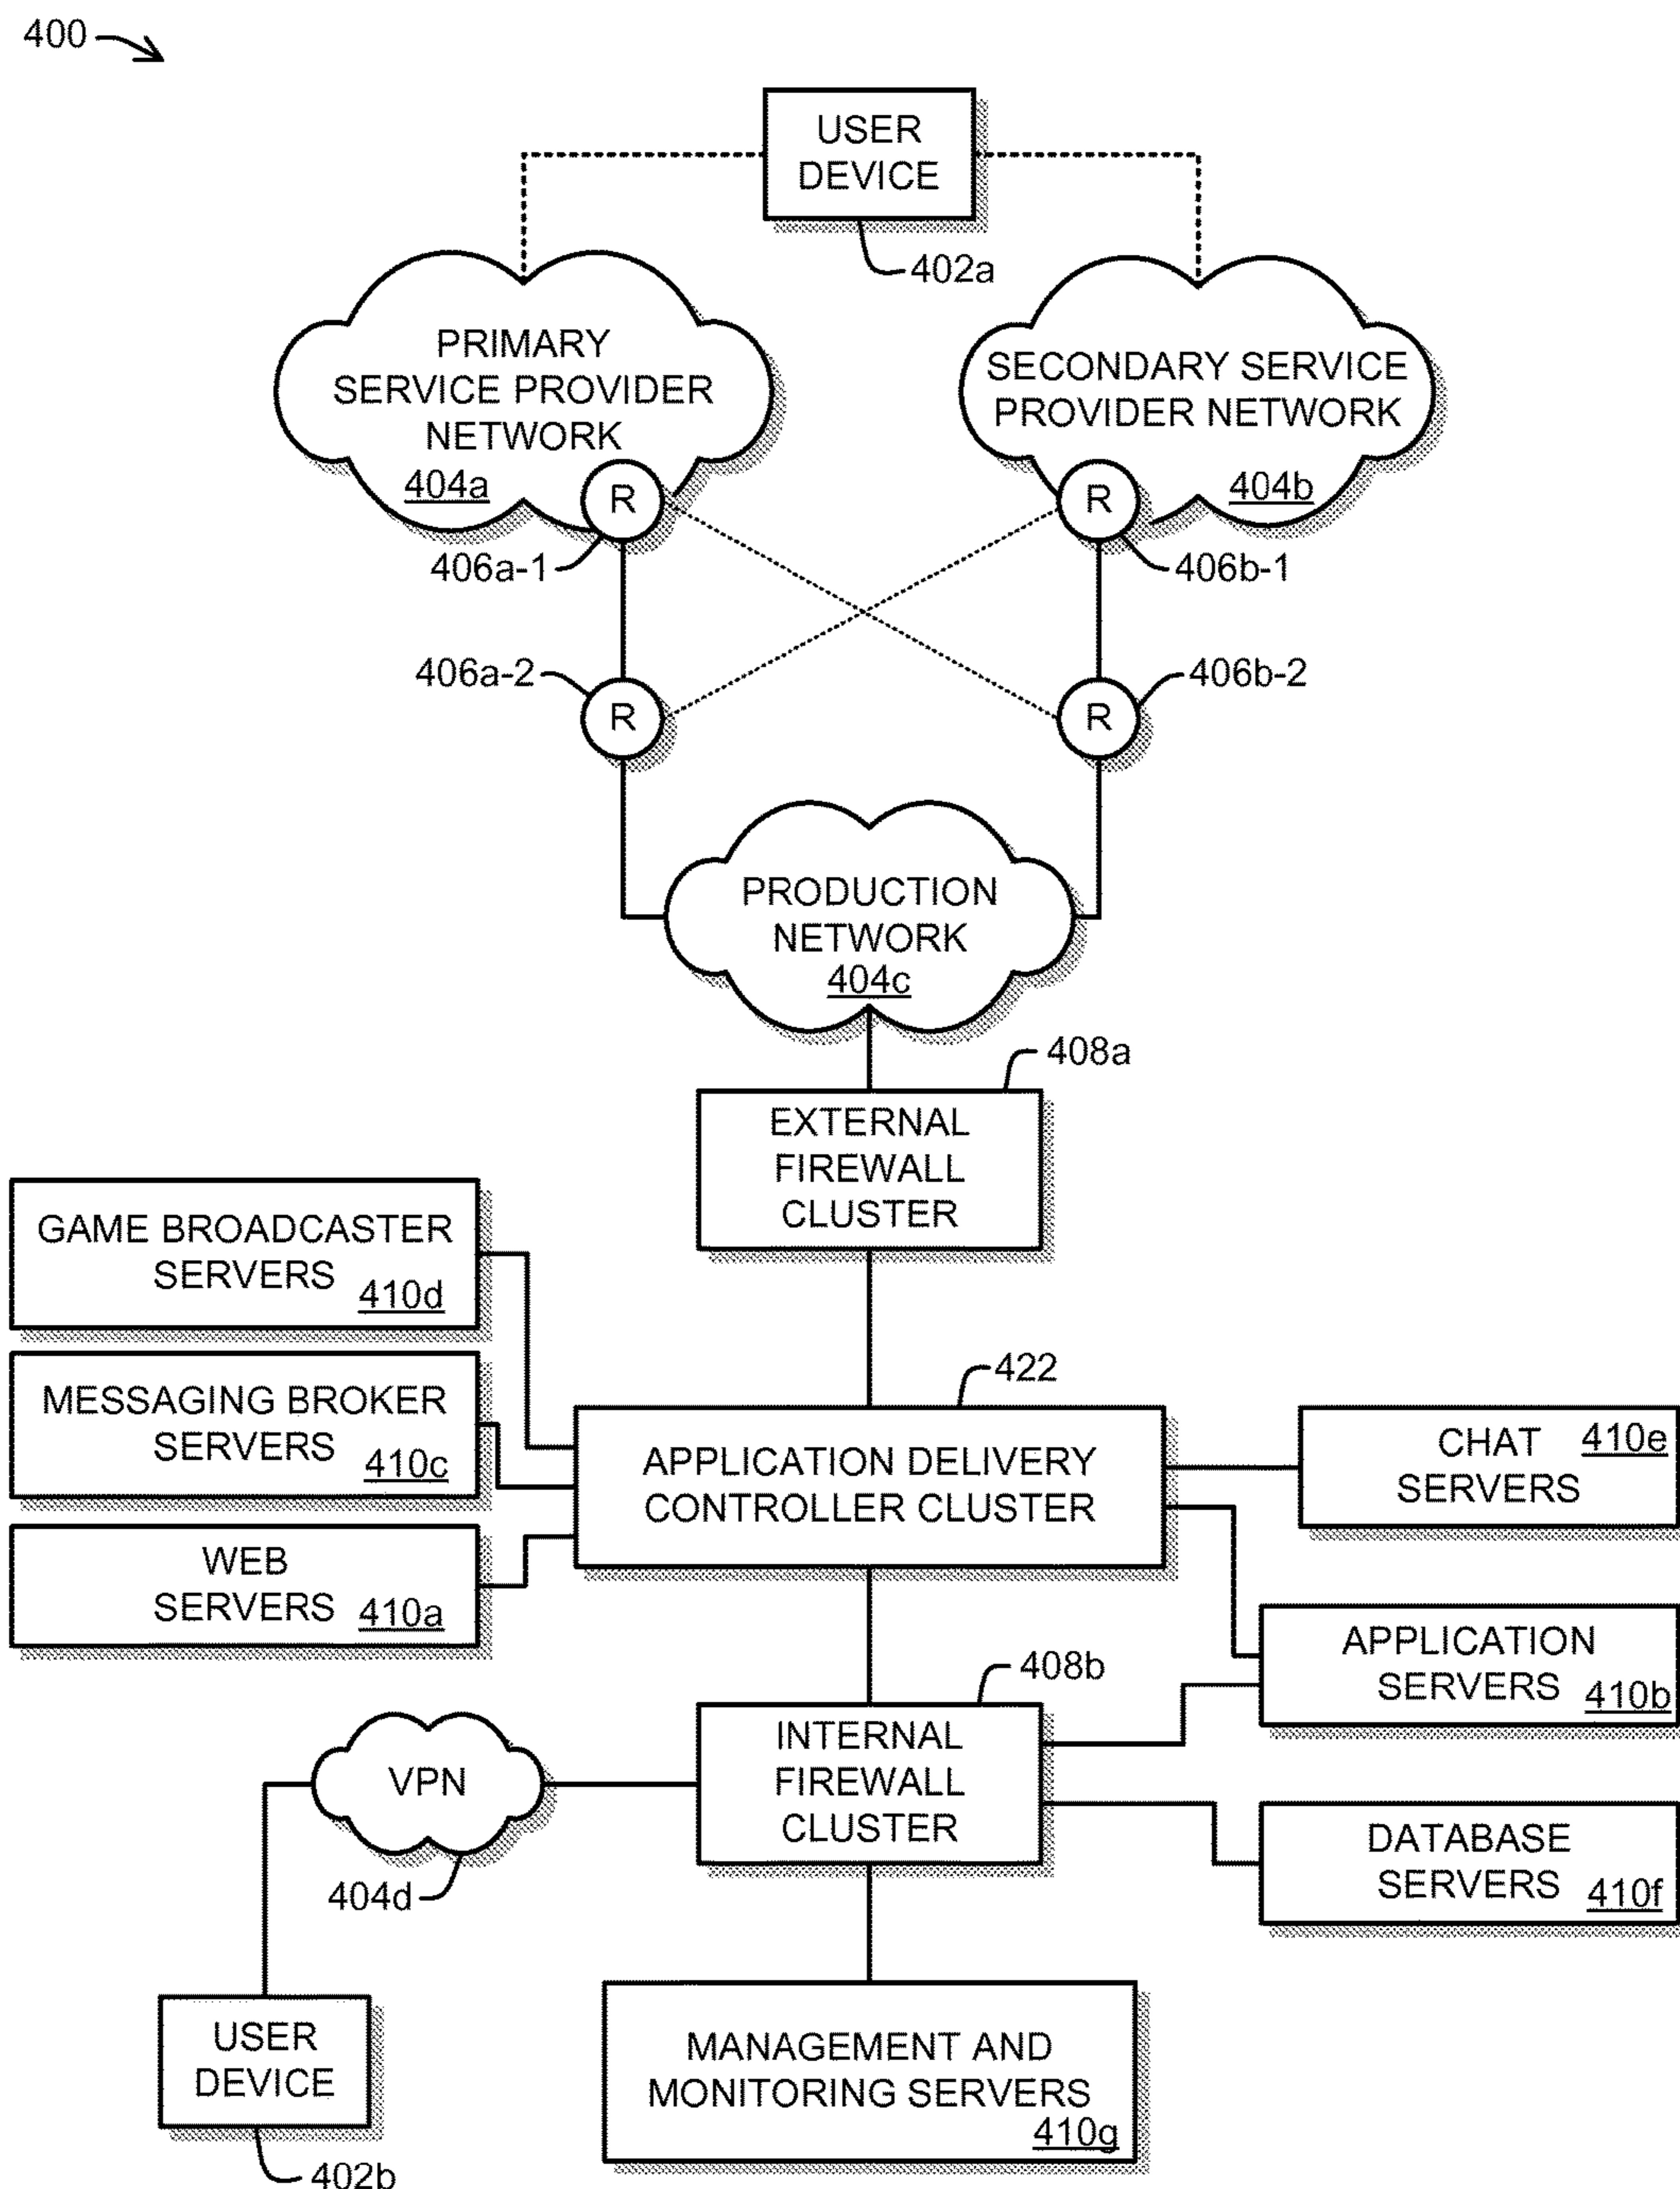 400
USER
DEVICE
402a
PRIMARY
SERVICE PROVIDER
NETWORK
404a
SECONDARY SERVICE
PROVIDER NETWORK
404b
R
R
406a-1
406b-1
406a-2
406b-2
R
R
PRODUCTION
NETWORK
404c
408a
EXTERNAL
FIREWALL
CLUSTER
GAME BROADCASTER
SERVERS
410d
MESSAGING BROKER
SERVERS
410c
WEB
SERVERS
410a
422
APPLICATION DELIVERY
CONTROLLER CLUSTER
CHAT
SERVERS
410e
APPLICATION
SERVERS
410b
408b
INTERNAL
FIREWALL
CLUSTER
VPN
404d
DATABASE
SERVERS
410f
USER
DEVICE
402b
MANAGEMENT AND
MONITORING SERVERS
410g